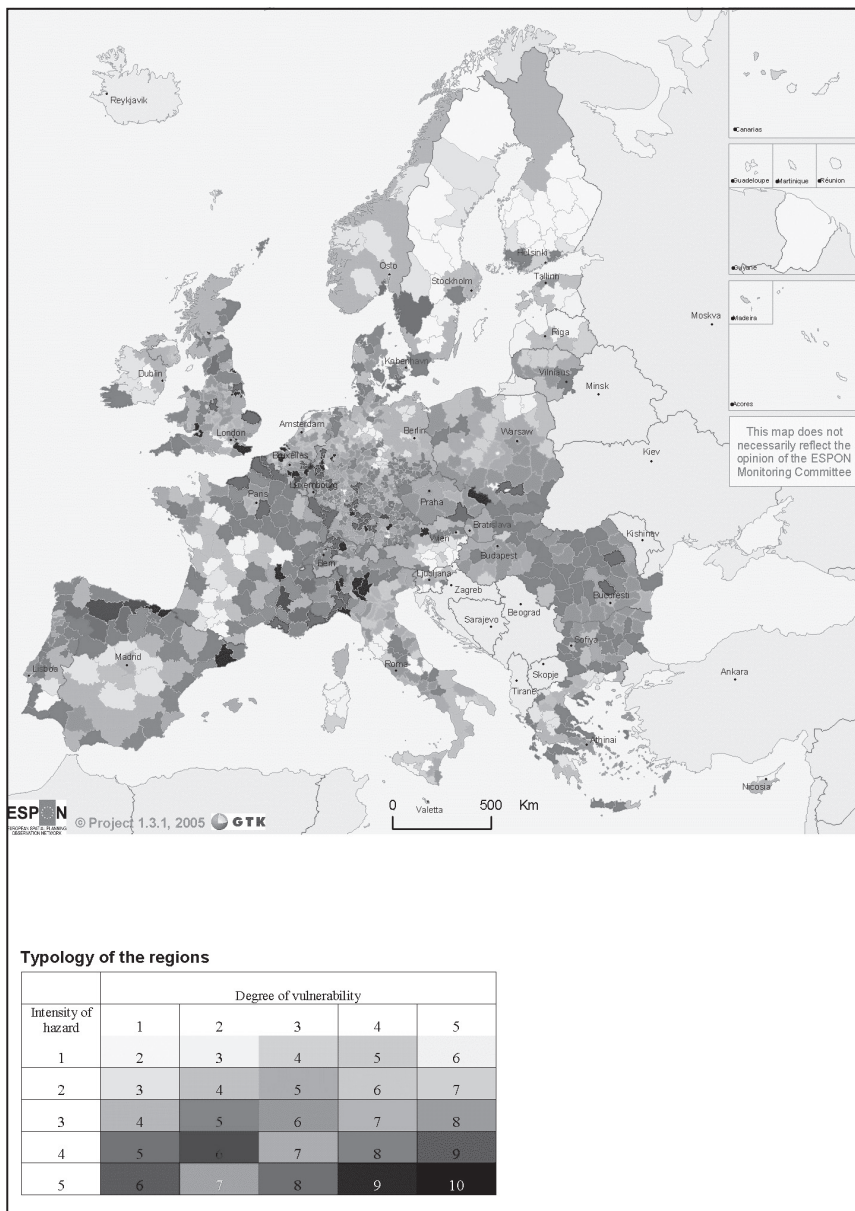 Reykjavik
Canarias
Guadeloupe
Martinique
Réunion
Guyane
Madeira
Acores
Helsinki
Oslo
Tallinn
Stockholm
Riga
Moskva
København
Vilnius
Minsk
Dublin
London
Amsterdam
Berlin
Warsaw
Bruxelles
Kiev
This map does not
necessarily reflect the
opinion of the ESPON
Monitoring Committee
Luxembourg
Paris
Praha
Wien
Bratislava
Kishinev
Budapest
Bern
Ljubljana
Zagreb
Bucuresti
Beograd
Sarajevo
Sofiya
Madrid
Lisboa
Roma
Skopje
Tirane
Ankara
Athinai
Nicosia
Valetta
0 500 Km
ESPON
EUROPEAN SPATIAL PLANNING
OBSERVATION NETWORK
© Project 1.3.1, 2005 GTK
Typology of the regions
Degree of vulnerability
Intensity of
hazard 1 2 3 4 5
1 2 3 4 5 6
2 3 4 5 6 7
3 4 5 6 7 8
4 5 6 7 8 9
5 6 7 8 9 10